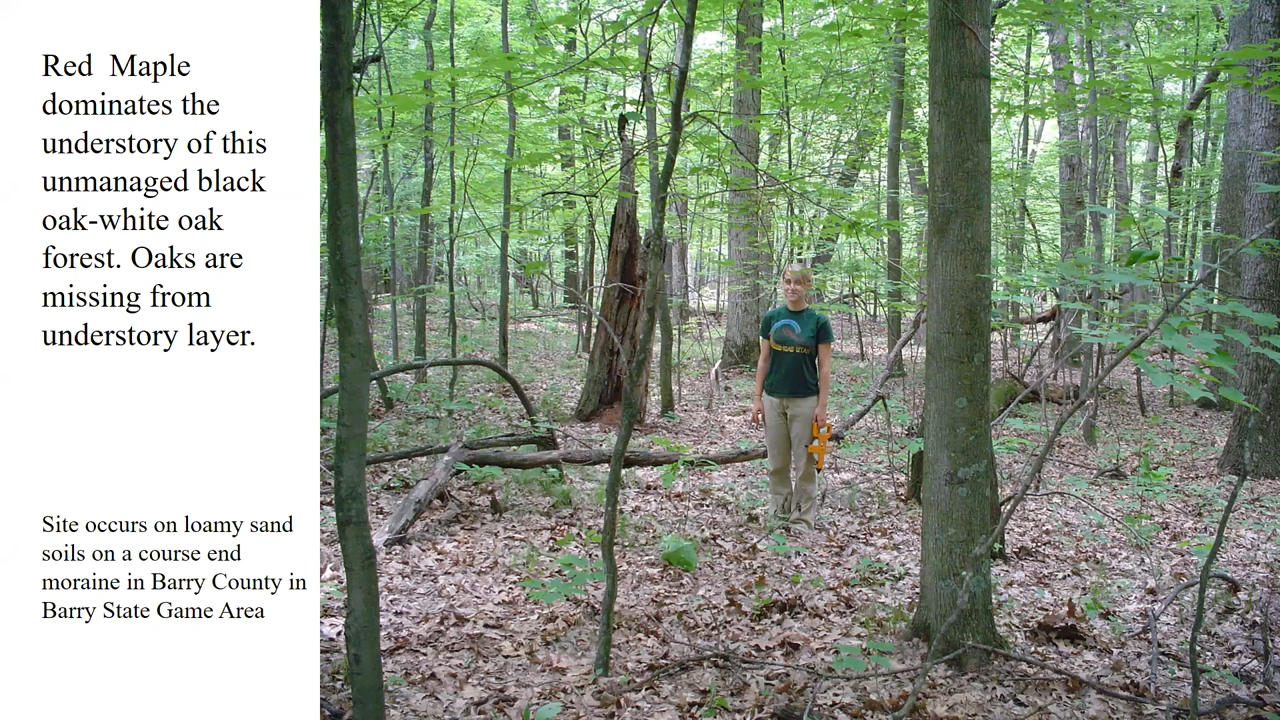 Red Maple
dominates the
understory of this
unmanaged black
oak-white oak
forest. Oaks are
missing from
understory layer.
Site occurs on loamy sand
soils on a course end
moraine in Barry County in
Barry State Game Area